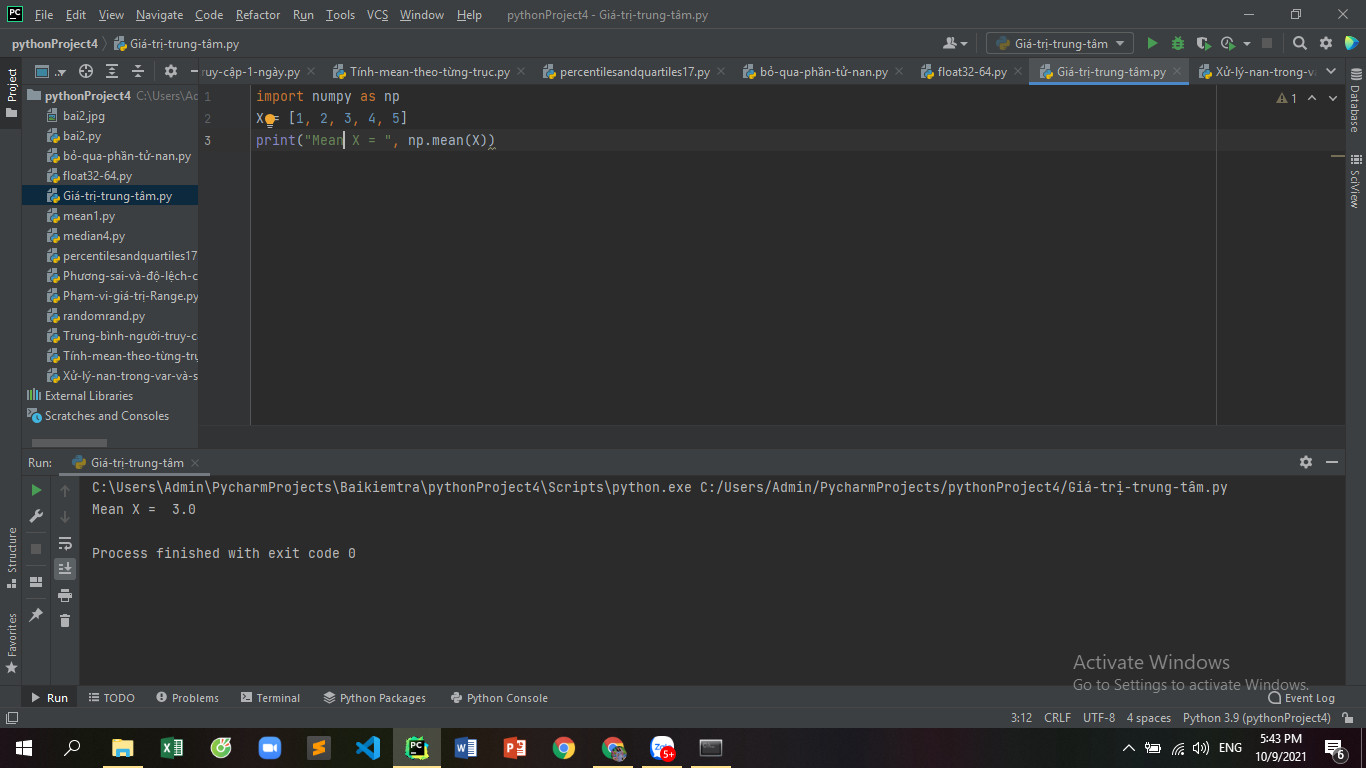 PC File Edit View Navigate Code Refactor Run Tools VCS Window Help pythonProject4 - Giá-trị-trung-tâm.py
pythonProject4 Giá-trị-trung-tâm.py Giá-trị-trung-tâm
Project
ruy-cập-1-ngày.py Tính-mean-theo-từng-trục.py percentilesandquartiles17.py bỏ-qua-phần-tử-nan.py float32-64.py Giá-trị-trung-tâm.py Xử-lý-nan-trong-va
pythonProject4 C:\Users\Ad
bai2.jpg
bai2.py
bỏ-qua-phần-tử-nan.py
float32-64.py
Giá-trị-trung-tâm.py
mean1.py
median4.py
percentilesandquartiles17
Phương-sai-và-độ-lệch-c
Phạm-vi-giá-trị-Range.py
randomrand.py
Trung-bình-người-truy-c
Tính-mean-theo-từng-trụ
Xử-lý-nan-trong-var-và-s
External Libraries
Scratches and Consoles
1 import numpy as np
2 X = [1, 2, 3, 4, 5]
3 print("Mean X = ", np.mean(X))
1
Database
SciView
Run: Giá-trị-trung-tâm
C:\Users\Admin\PycharmProjects\Baikiemtra\pythonProject4\Scripts\python.exe C:/Users/Admin/PycharmProjects/pythonProject4/Giá-trị-trung-tâm.py
Mean X =  3.0
Process finished with exit code 0
Structure
Favorites
Activate Windows
Go to Settings to activate Windows.
Run TODO Problems Terminal Python Packages Python Console Event Log
3:12 CRLF UTF-8 4 spaces Python 3.9 (pythonProject4)
PC Zalo 5+ ENG 5:43 PM
10/9/2021 6